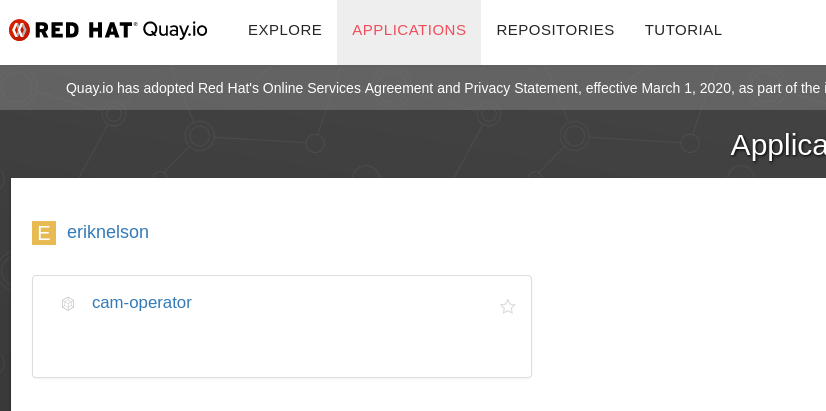 RED HAT® Quay.io EXPLORE APPLICATIONS REPOSITORIES TUTORIAL
Quay.io has adopted Red Hat's Online Services Agreement and Privacy Statement, effective March 1, 2020, as part of the
Applica
E eriknelson
cam-operator